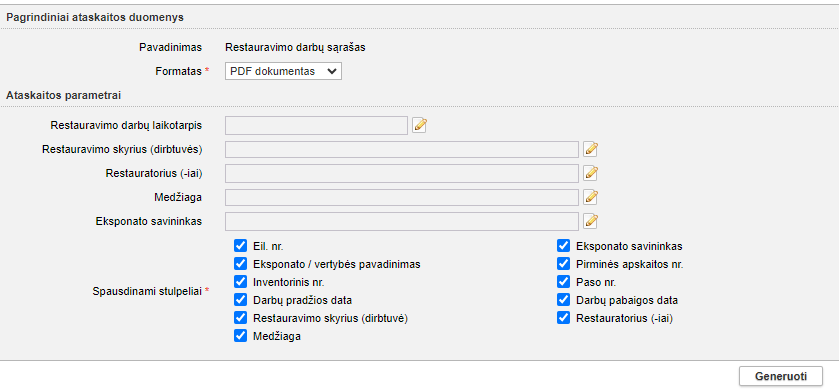 Pagrindiniai ataskaitos duomenys
Pavadinimas Restauravimo darbų sąrašas
Formatas * PDF dokumentas
Ataskaitos parametrai
Restauravimo darbų laikotarpis
Restauravimo skyrius (dirbtuvės)
Restauratorius (-iai)
Medžiaga
Eksponato savininkas
Spausdinami stulpeliai *
Eil. nr. Eksponato savininkas
Eksponato / vertybės pavadinimas Pirminės apskaitos nr.
Inventorinis nr. Paso nr.
Darbų pradžios data Darbų pabaigos data
Restauravimo skyrius (dirbtuvė) Restauratorius (-iai)
Medžiaga
Generuoti